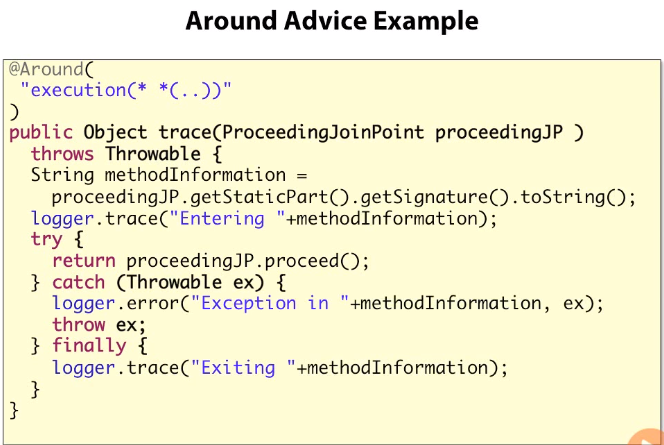 Around Advice Example
@Around(
 "execution(* *(..))"
)
public Object trace(ProceedingJoinPoint proceedingJP )
  throws Throwable {
  String methodInformation =
    proceedingJP.getStaticPart().getSignature().toString();
  logger.trace("Entering "+methodInformation);
  try {
    return proceedingJP.proceed();
  } catch (Throwable ex) {
    logger.error("Exception in "+methodInformation, ex);
    throw ex;
  } finally {
    logger.trace("Exiting "+methodInformation);
  }
}